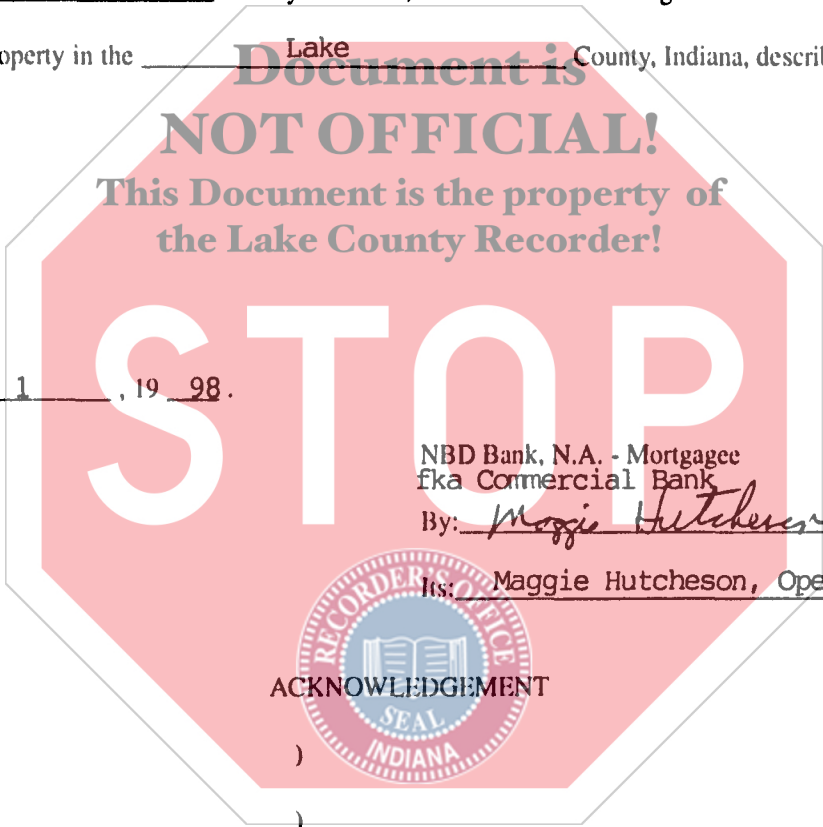 operty in the Lake County, Indiana, describ
Document is
NOT OFFICIAL!
This Document is the property of
the Lake County Recorder!
STOP
1 , 19 98.
NBD Bank, N.A. - Mortgagee
fka Commercial Bank
By: Maggie Hutcheson
Its: Maggie Hutcheson, Ope
RECORDER'S OFFICE
SEAL
INDIANA
ACKNOWLEDGEMENT
)
)